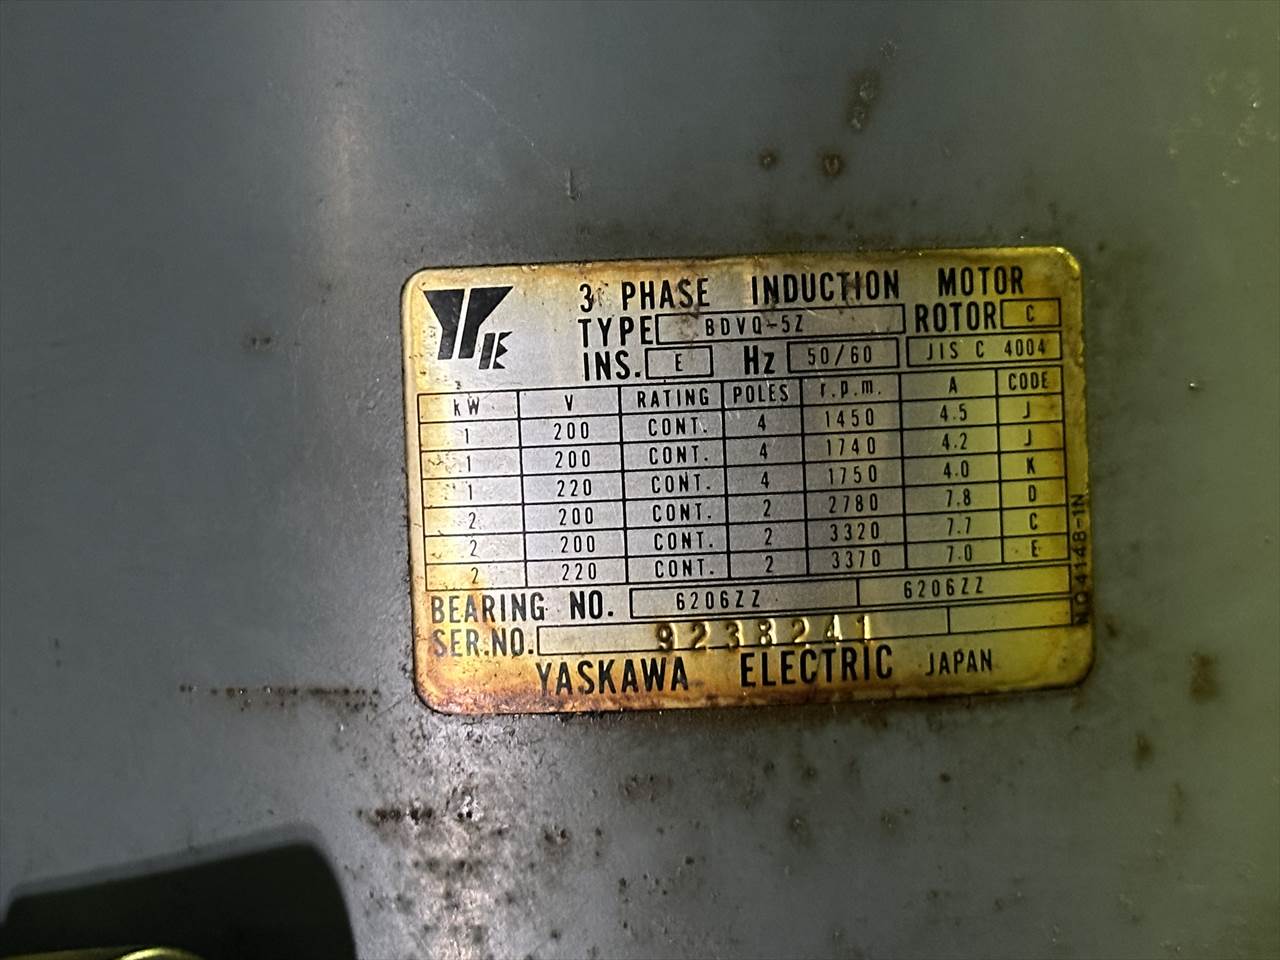 3 PHASE INDUCTION MOTOR
TYPE BDVQ-5Z ROTOR C
INS. E Hz 50/60 JIS C 4004
kW V RATING POLES r.p.m. A CODE
1 200 CONT. 4 1450 4.5 J
1 200 CONT. 4 1740 4.2 J
1 220 CONT. 4 1750 4.0 K
2 200 CONT. 2 2780 7.8 D
2 200 CONT. 2 3320 7.7 C
2 220 CONT. 2 3370 7.0 E
BEARING NO. 6206ZZ 6206ZZ
SER.NO. 9238241
YASKAWA ELECTRIC JAPAN
NQ4148-1N